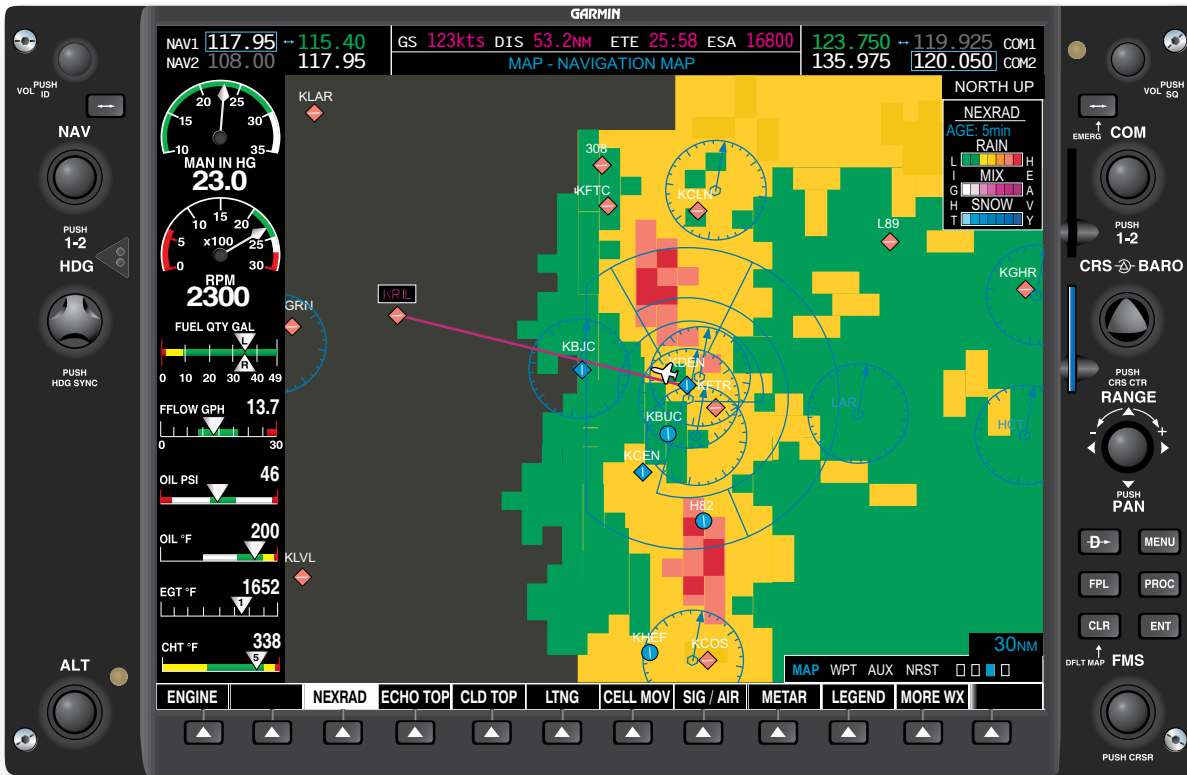 GARMIN
NAV1 117.95 ↔ 115.40 GS 123kts DIS 53.2NM ETE 25:58 ESA 16800 123.750 ↔ 119.925 COM1
NAV2 108.00 117.95 MAP - NAVIGATION MAP 135.975 120.050 COM2
VOL PUSH ID
NAV
PUSH
1-2
HDG
PUSH
HDG SYNC
ALT
10 15 20 25 30 35
MAN IN HG
23.0
0 5 10 15 20 25 30
x100
RPM
2300
FUEL QTY GAL
L
R
0 10 20 30 40 49
FFLOW GPH 13.7
0 30
OIL PSI 46
OIL °F 200
EGT °F 1652
1
CHT °F 338
5
KLAR
308
KFTC
KCLN
L89
KGHR
GRN
KRIL
KBJC
KDEN
KFTR
LAR
HCT
KBUC
KCEN
H82
KLVL
KHEF
KCOS
NORTH UP
NEXRAD
AGE: 5min
RAIN
L H
I MIX E
G A
H SNOW V
T Y
30NM
MAP WPT AUX NRST
ENGINE NEXRAD ECHO TOP CLD TOP LTNG CELL MOV SIG / AIR METAR LEGEND MORE WX
VOL PUSH SQ
EMERG COM
PUSH
1-2
CRS BARO
PUSH
CRS CTR
RANGE
- +
PUSH
PAN
D MENU
FPL PROC
CLR ENT
DFLT MAP FMS
PUSH CRSR